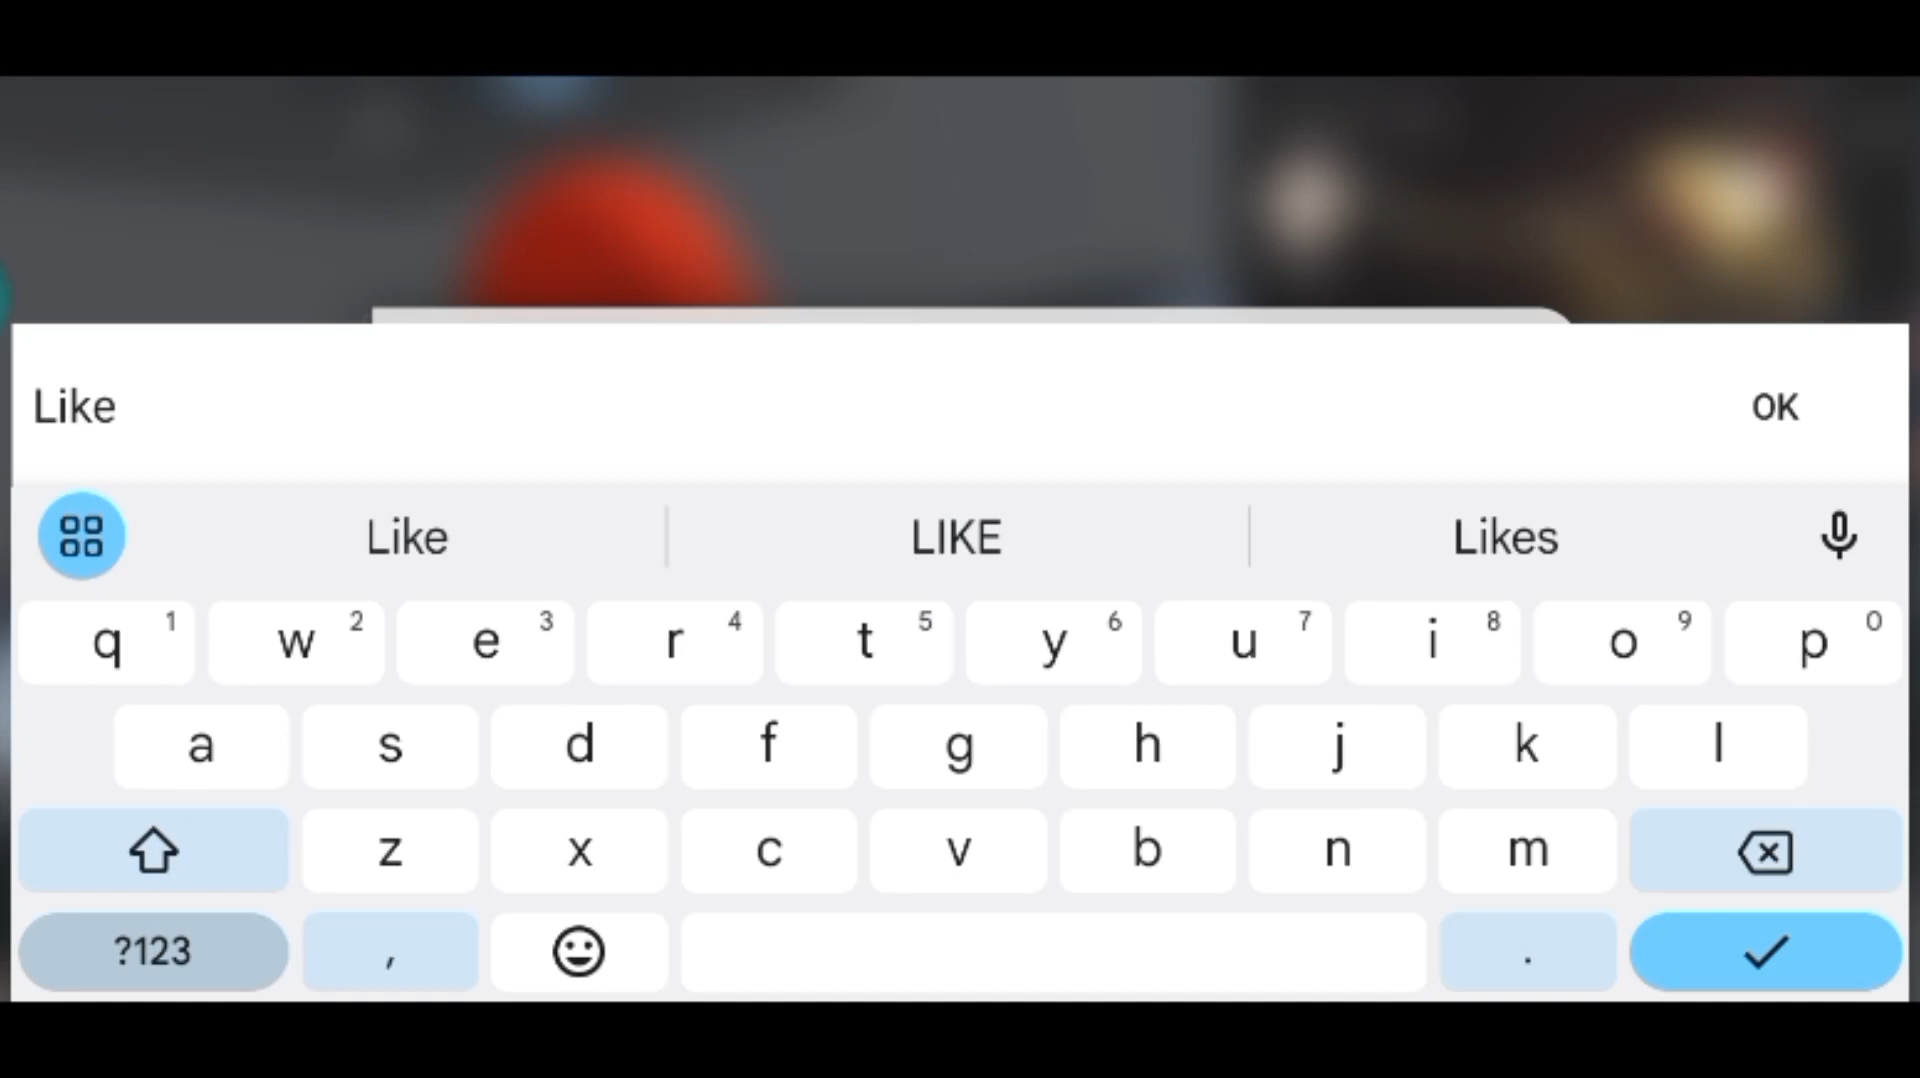 Like OK
Like LIKE Likes
q 1 w 2 e 3 r 4 t 5 y 6 u 7 i 8 o 9 p 0
a s d f g h j k l
z x c v b n m
?123 , .